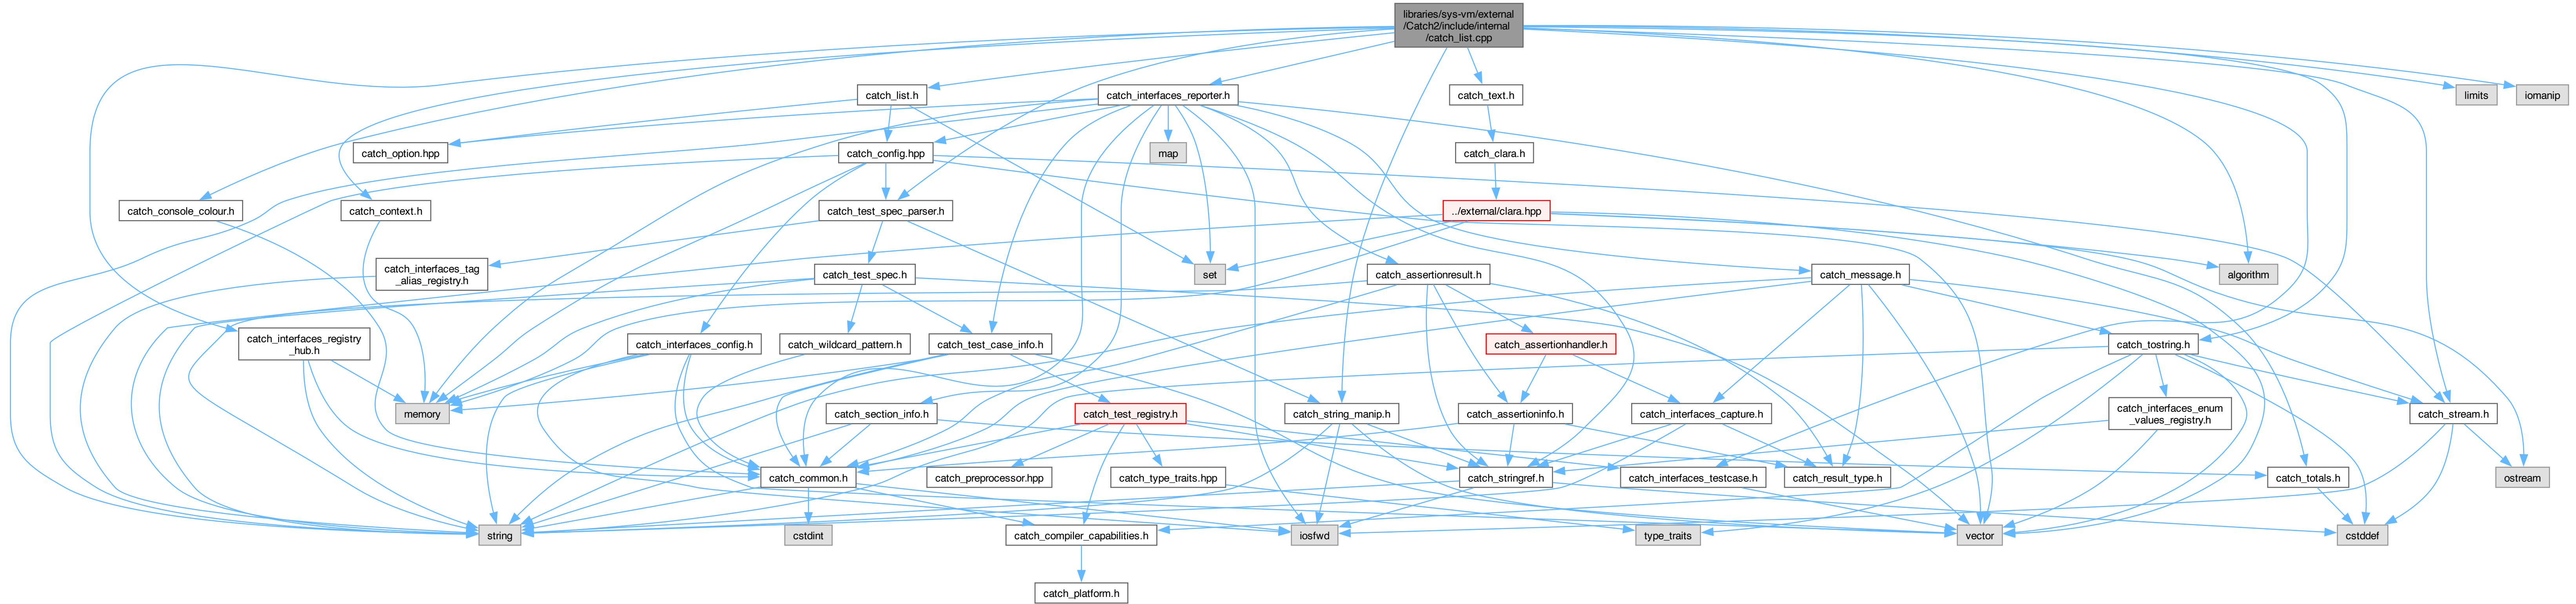 libraries/sys-vm/external
/Catch2/include/internal
/catch_list.cpp
catch_list.h
catch_interfaces_reporter.h
catch_text.h
limits
iomanip
catch_option.hpp
catch_config.hpp
map
catch_clara.h
catch_console_colour.h
catch_context.h
catch_test_spec_parser.h
../external/clara.hpp
catch_interfaces_tag
_alias_registry.h
catch_test_spec.h
set
catch_assertionresult.h
catch_message.h
algorithm
catch_interfaces_registry
_hub.h
catch_interfaces_config.h
catch_wildcard_pattern.h
catch_test_case_info.h
catch_assertionhandler.h
catch_tostring.h
memory
catch_section_info.h
catch_test_registry.h
catch_string_manip.h
catch_assertioninfo.h
catch_interfaces_capture.h
catch_interfaces_enum
_values_registry.h
catch_stream.h
catch_common.h
catch_preprocessor.hpp
catch_type_traits.hpp
catch_stringref.h
catch_interfaces_testcase.h
catch_result_type.h
catch_totals.h
ostream
string
cstdint
catch_compiler_capabilities.h
iosfwd
type_traits
vector
cstddef
catch_platform.h